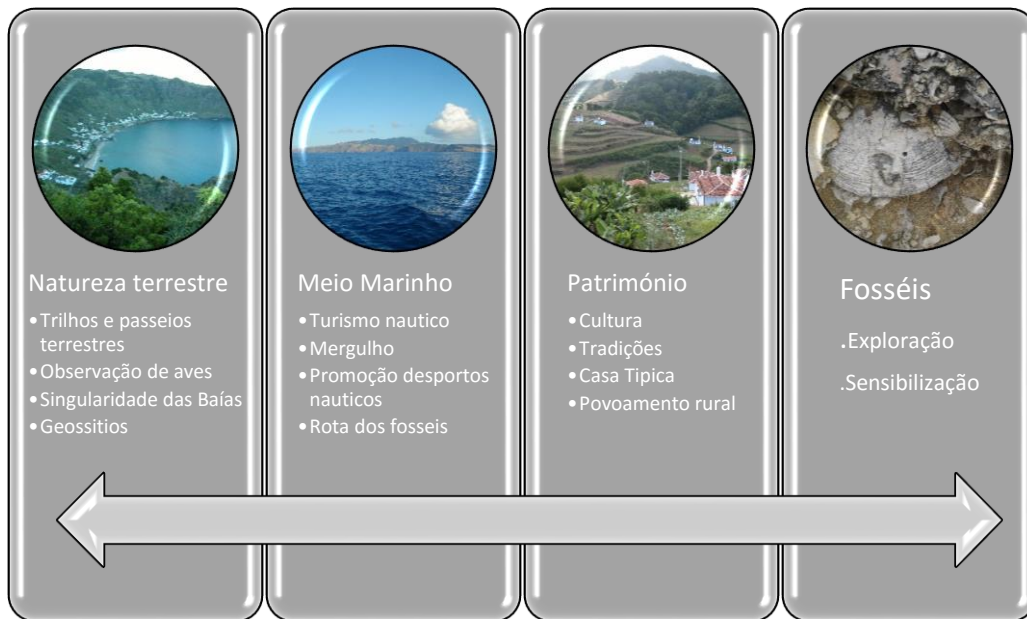 Natureza terrestre
•Trilhos e passeios
terrestres
•Observação de aves
•Singularidade das Baías
•Geossitios
Meio Marinho
•Turismo nautico
•Mergulho
•Promoção desportos
nauticos
•Rota dos fosseis
Património
•Cultura
•Tradições
•Casa Tipica
•Povoamento rural
Fosséis
.Exploração
.Sensibilização